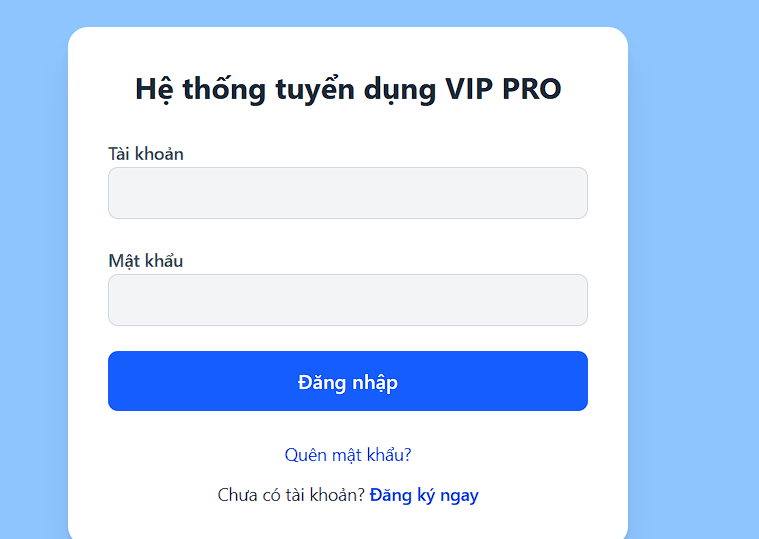 Hệ thống tuyển dụng VIP PRO
Tài khoản
Mật khẩu
Đăng nhập
Quên mật khẩu?
Chưa có tài khoản? Đăng ký ngay